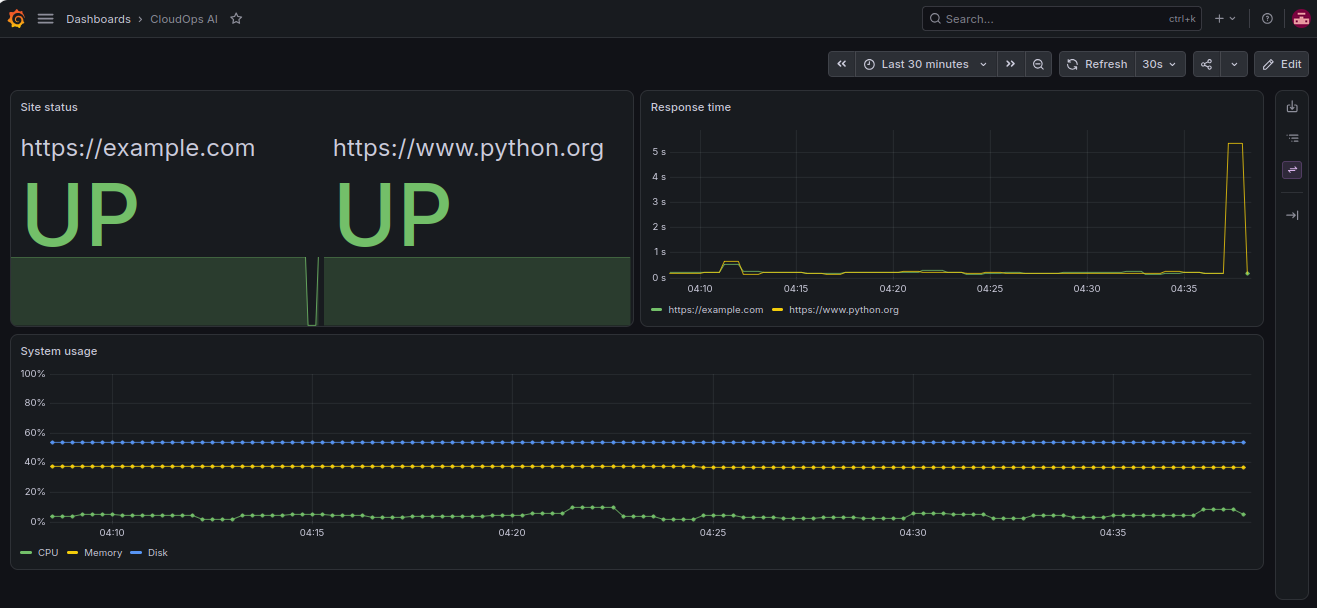 Dashboards › CloudOps AI
Search... ctrl+k
Last 30 minutes Refresh 30s Edit
Site status
https://example.com https://www.python.org
UP UP
Response time
5 s
4 s
3 s
2 s
1 s
0 s
04:10 04:15 04:20 04:25 04:30 04:35
https://example.com https://www.python.org
System usage
100%
80%
60%
40%
20%
0%
04:10 04:15 04:20 04:25 04:30 04:35
CPU Memory Disk